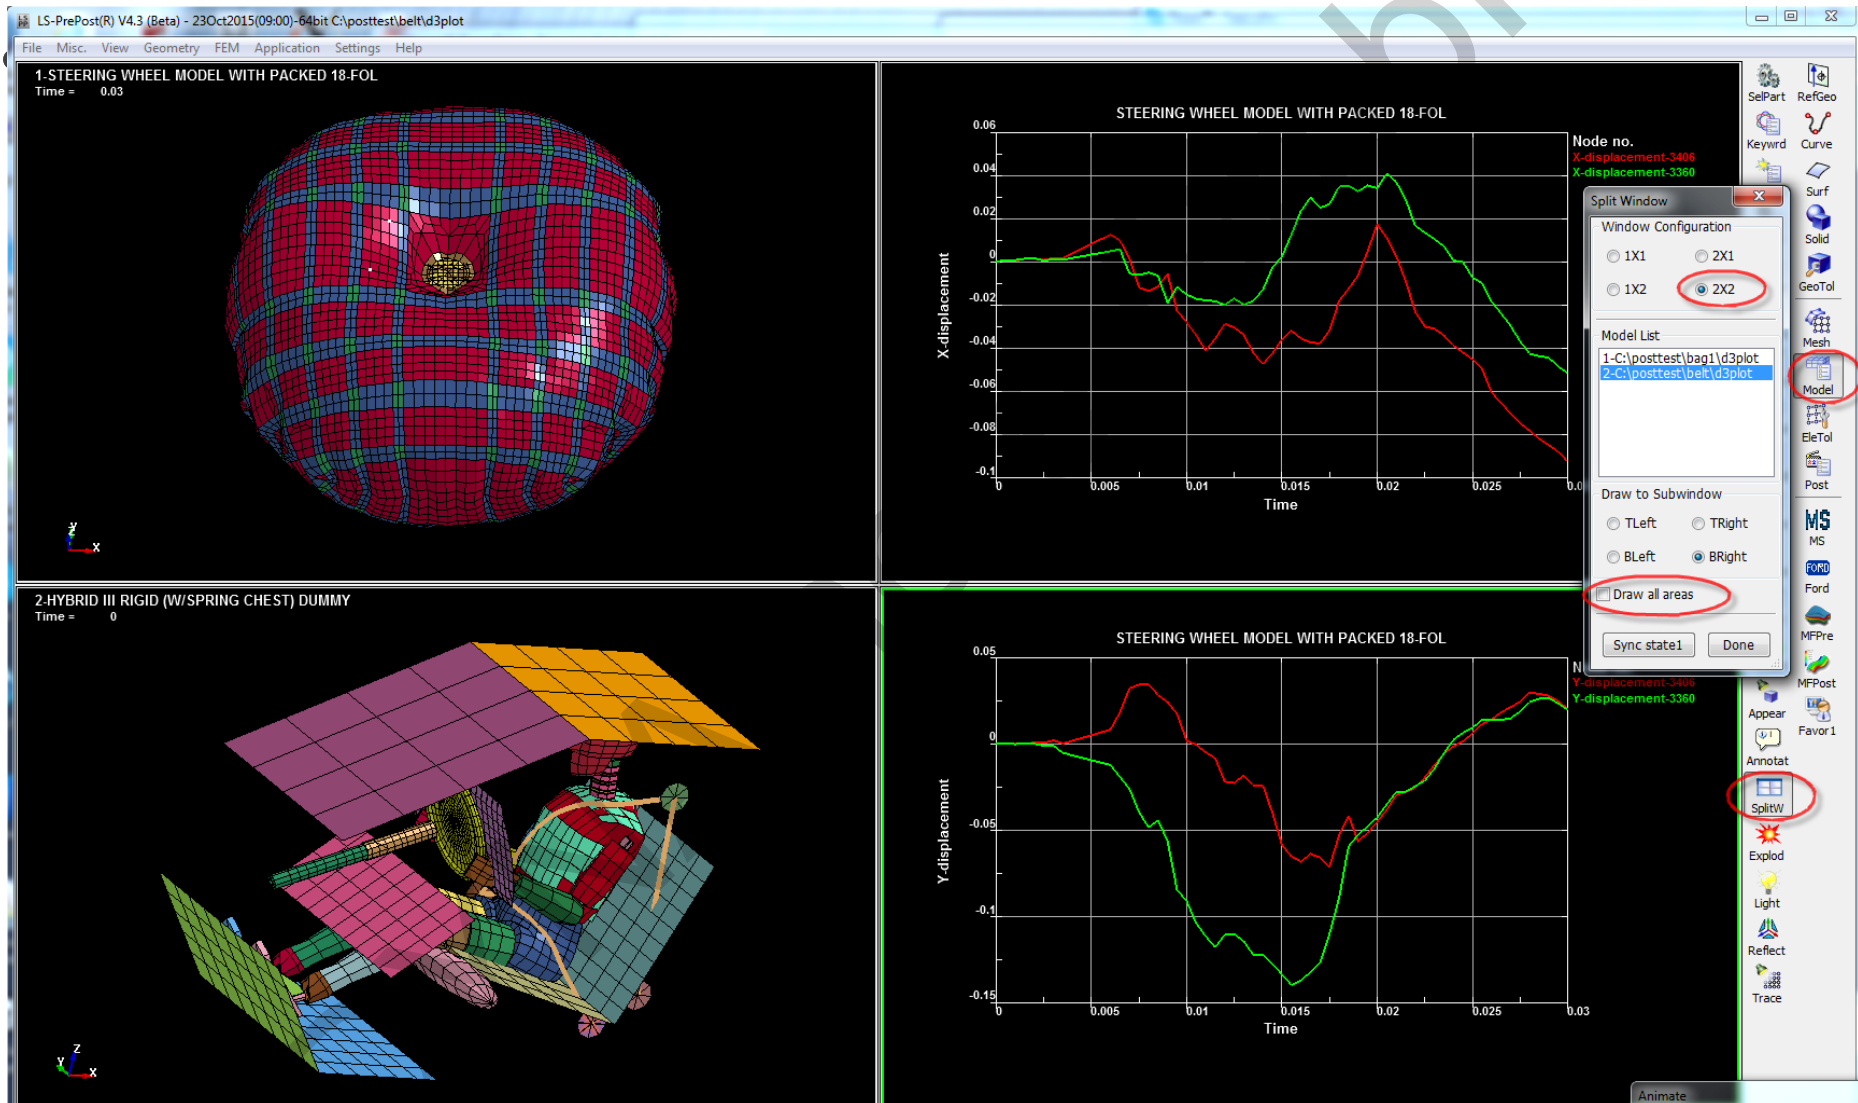 LS-PrePost(R) V4.3 (Beta) - 23Oct2015(09:00)-64bit C:\posttest\belt\d3plot
File Misc. View Geometry FEM Application Settings Help
1-STEERING WHEEL MODEL WITH PACKED 18-FOL
Time = 0.03
STEERING WHEEL MODEL WITH PACKED 18-FOL
Node no.
X-displacement-3406
X-displacement-3360
X-displacement
0.06
0.04
0.02
0
-0.02
-0.04
-0.06
-0.08
-0.1
0 0.005 0.01 0.015 0.02 0.025
Time
Z
X
2-HYBRID III RIGID (W/SPRING CHEST) DUMMY
Time = 0
Z
Y
X
STEERING WHEEL MODEL WITH PACKED 18-FOL
Y-displacement-3406
Y-displacement-3360
Y-displacement
0.05
0
-0.05
-0.1
-0.15
0 0.005 0.01 0.015 0.02 0.025 0.03
Time
Split Window
Window Configuration
1X1 2X1
1X2 2X2
Model List
1-C:\posttest\bag1\d3plot
2-C:\posttest\belt\d3plot
Draw to Subwindow
TLeft TRight
BLeft BRight
Draw all areas
Sync state1 Done
SelPart RefGeo
Keywrd Curve
Surf
Solid
GeoTol
Mesh
Model
EleTol
Post
MS
MS
FORD
Ford
MFPre
MFPost
Appear
Favor1
Annotat
SplitW
Explod
Light
Reflect
Trace
Animate